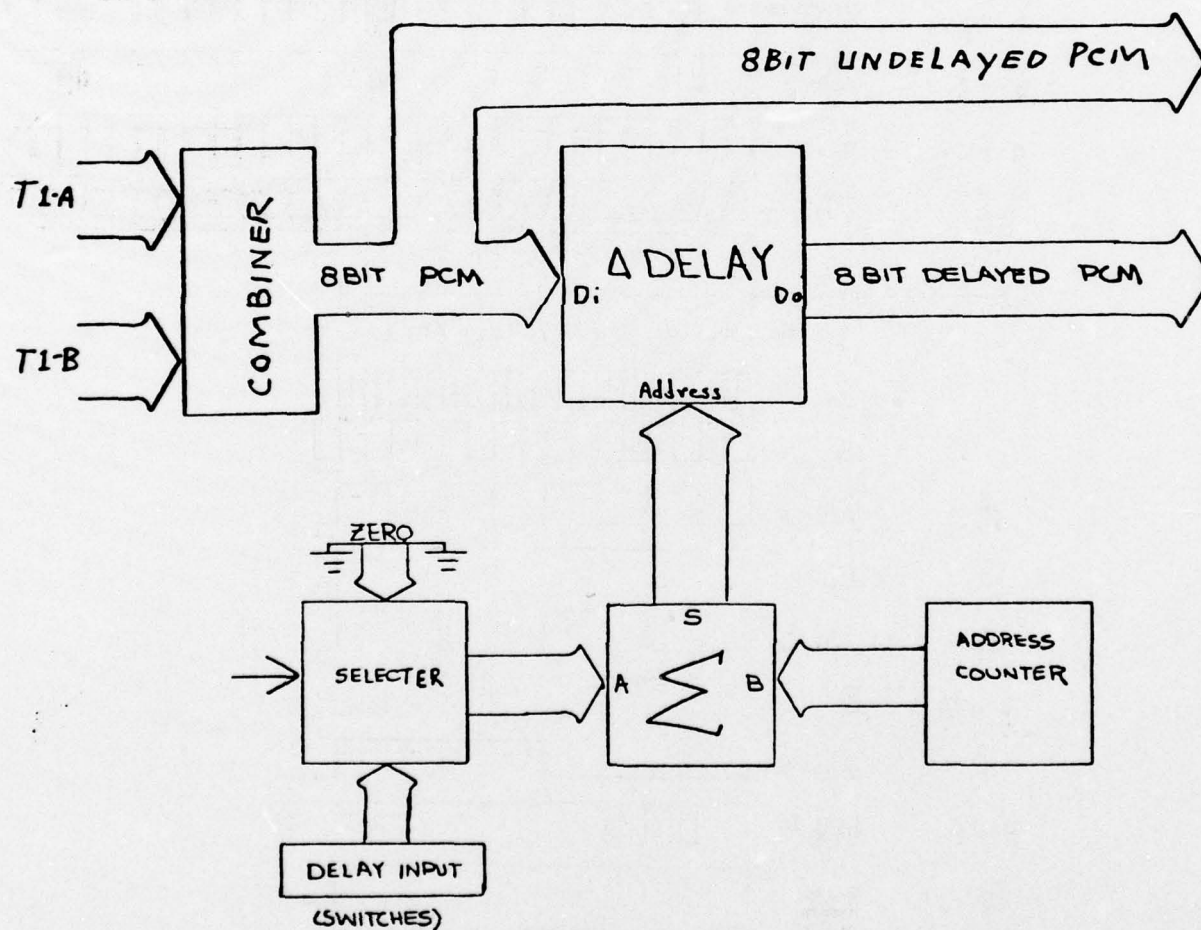 8BIT UNDELAYED PCM
T1-A
COMBINER
8BIT PCM
Δ DELAY
Di
Do
8 BIT DELAYED PCM
T1-B
Address
ZERO
S
SELECTER
A
Σ
B
ADDRESS
COUNTER
DELAY INPUT
(SWITCHES)